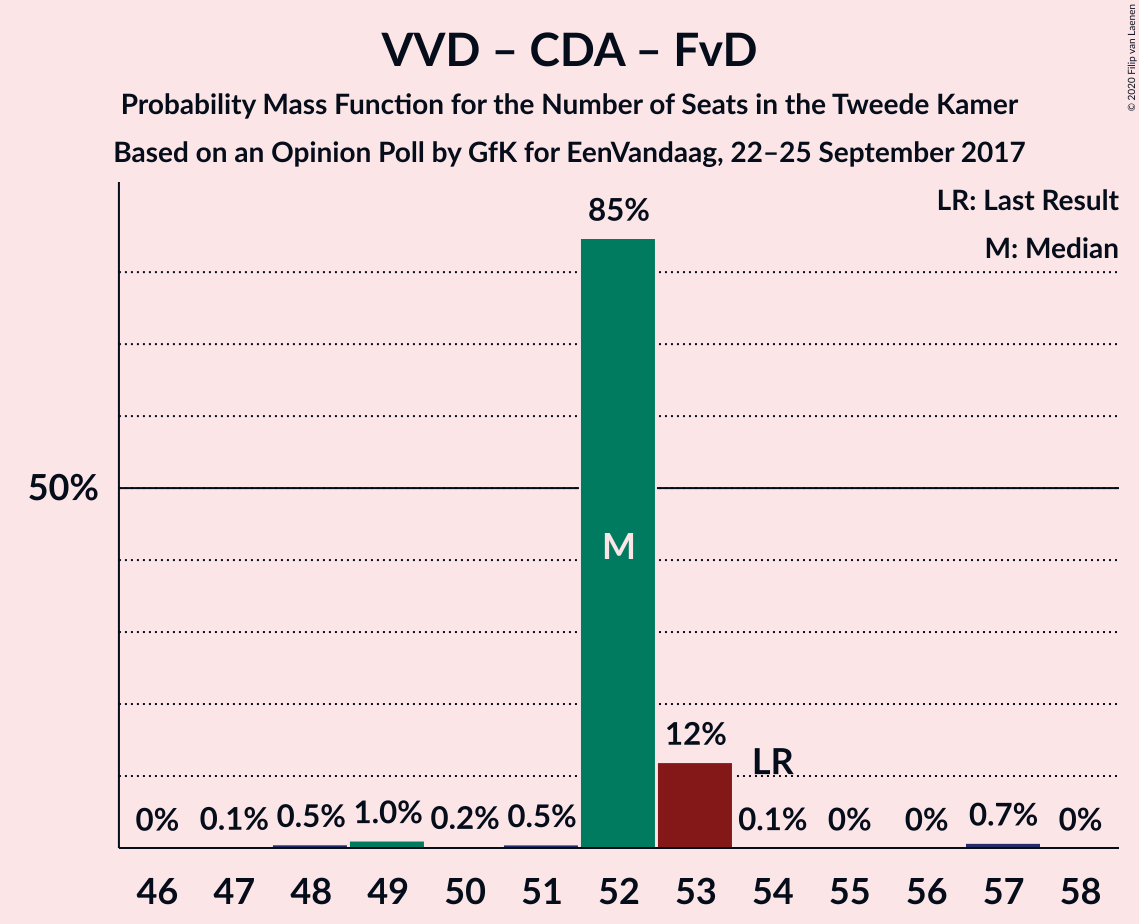 VVD – CDA – FvD
Probability Mass Function for the Number of Seats in the Tweede Kamer
Based on an Opinion Poll by GfK for EenVandaag, 22–25 September 2017
© 2020 Filip van Laenen
LR: Last Result
M: Median
85%
50%
M
12%
LR
0% 0.1% 0.5% 1.0% 0.2% 0.5% 0.1% 0% 0% 0.7% 0%
46 47 48 49 50 51 52 53 54 55 56 57 58